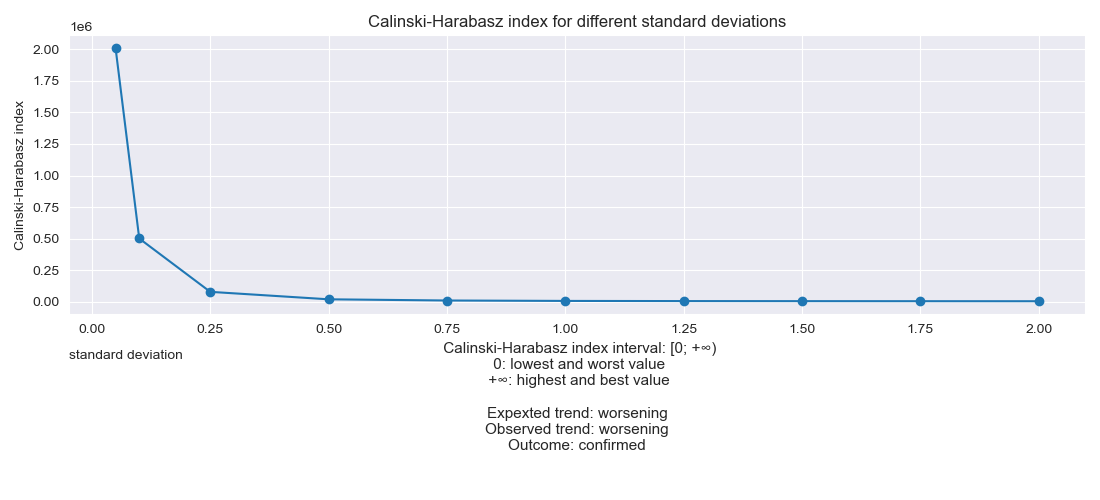 Calinski-Harabasz index for different standard deviations
1e6
2.00
1.75
1.50
1.25
1.00
0.75
0.50
0.25
0.00
Calinski-Harabasz index
0.00 0.25 0.50 0.75 1.00 1.25 1.50 1.75 2.00
standard deviation
Calinski-Harabasz index interval: [0; +∞)
0: lowest and worst value
+∞: highest and best value
Expexted trend: worsening
Observed trend: worsening
Outcome: confirmed